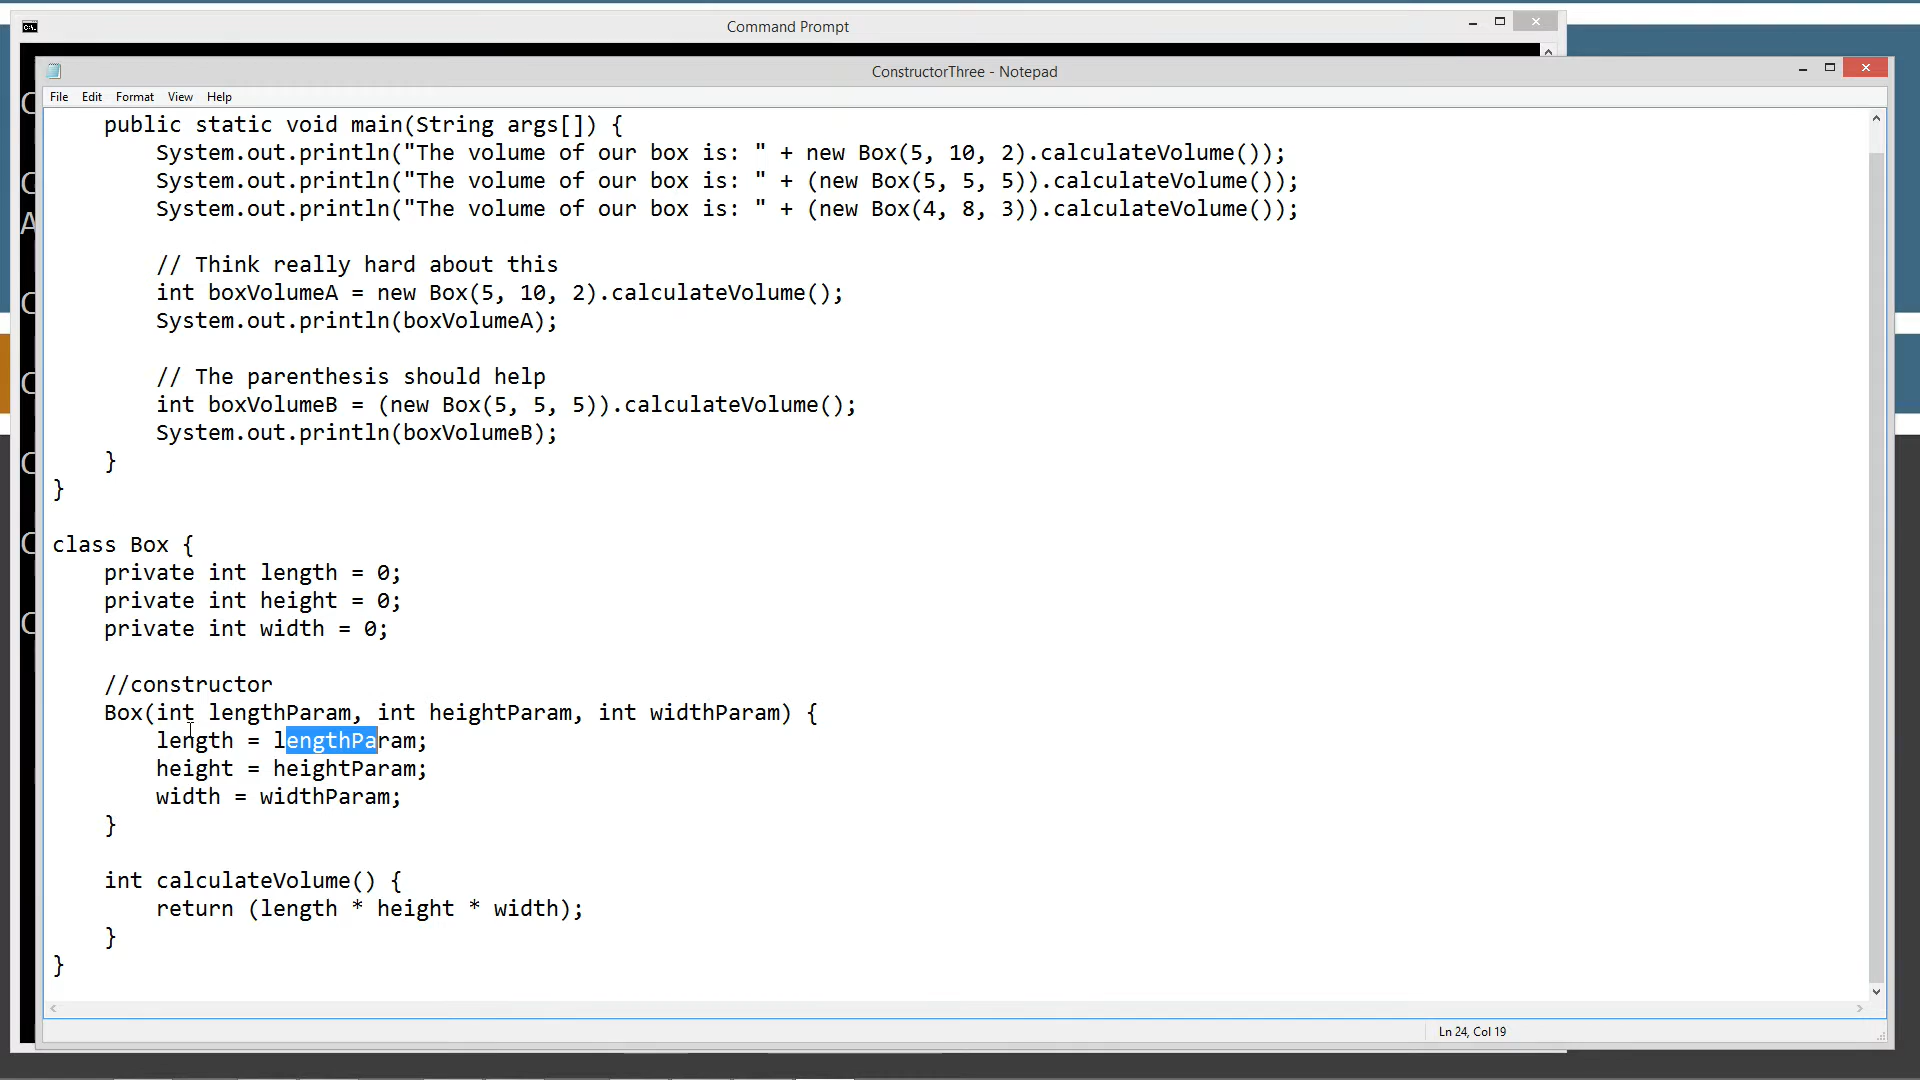 Command Prompt
ConstructorThree - Notepad
File Edit Format View Help
public static void main(String args[]) {
System.out.println("The volume of our box is: " + new Box(5, 10, 2).calculateVolume());
System.out.println("The volume of our box is: " + (new Box(5, 5, 5)).calculateVolume());
System.out.println("The volume of our box is: " + (new Box(4, 8, 3)).calculateVolume());
// Think really hard about this
int boxVolumeA = new Box(5, 10, 2).calculateVolume();
System.out.println(boxVolumeA);
// The parenthesis should help
int boxVolumeB = (new Box(5, 5, 5)).calculateVolume();
System.out.println(boxVolumeB);
}
}
class Box {
private int length = 0;
private int height = 0;
private int width = 0;
//constructor
Box(int lengthParam, int heightParam, int widthParam) {
length = lengthParam;
height = heightParam;
width = widthParam;
}
int calculateVolume() {
return (length * height * width);
}
}
Ln 24, Col 19